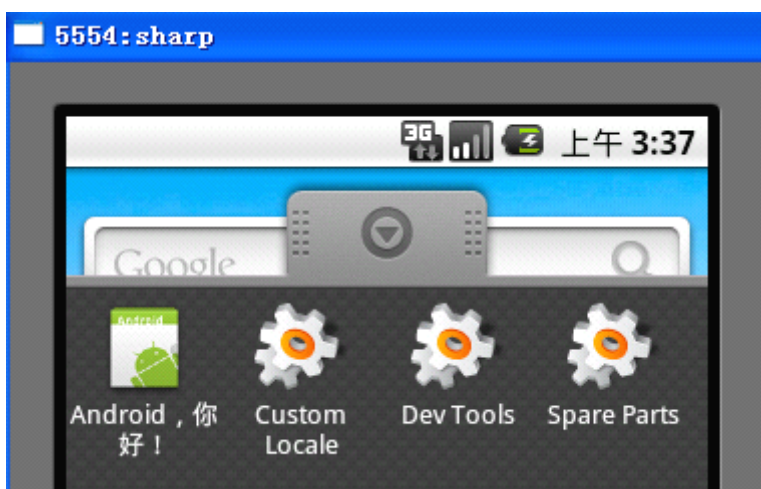 5554:sharp
3G
上午 3:37
Google
Android
Android，你
好！
Custom
Locale
Dev Tools
Spare Parts